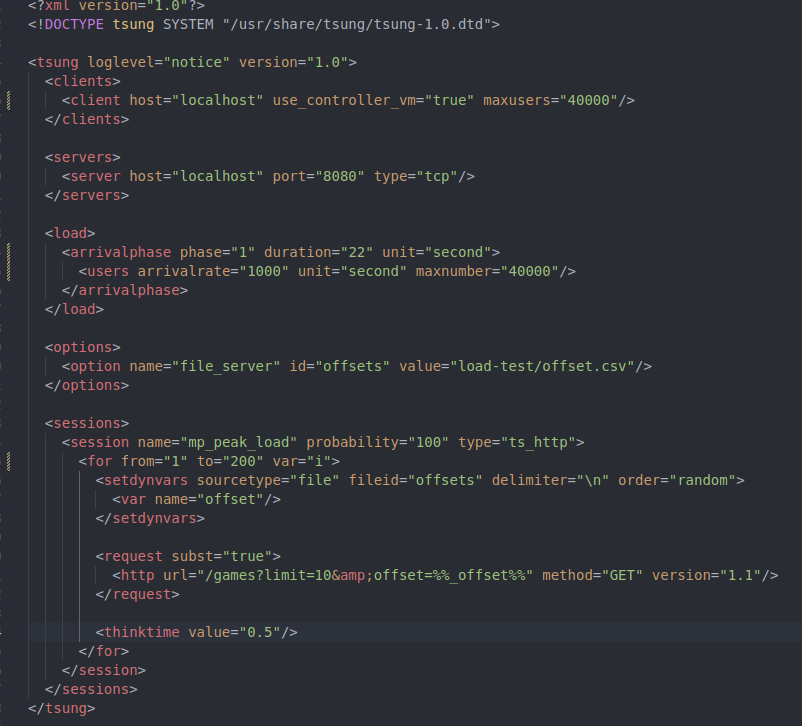 <?xml version="1.0"?>
<!DOCTYPE tsung SYSTEM "/usr/share/tsung/tsung-1.0.dtd">
<tsung loglevel="notice" version="1.0">
<clients>
<client host="localhost" use_controller_vm="true" maxusers="40000"/>
</clients>
<servers>
<server host="localhost" port="8080" type="tcp"/>
</servers>
<load>
<arrivalphase phase="1" duration="22" unit="second">
<users arrivalrate="1000" unit="second" maxnumber="40000"/>
</arrivalphase>
</load>
<options>
<option name="file_server" id="offsets" value="load-test/offset.csv"/>
</options>
<sessions>
<session name="mp_peak_load" probability="100" type="ts_http">
<for from="1" to="200" var="i">
<setdynvars sourcetype="file" fileid="offsets" delimiter="\n" order="random">
<var name="offset"/>
</setdynvars>
<request subst="true">
<http url="/games?limit=10&amp;offset=%%_offset%%" method="GET" version="1.1"/>
</request>
<thinktime value="0.5"/>
</for>
</session>
</sessions>
</tsung>